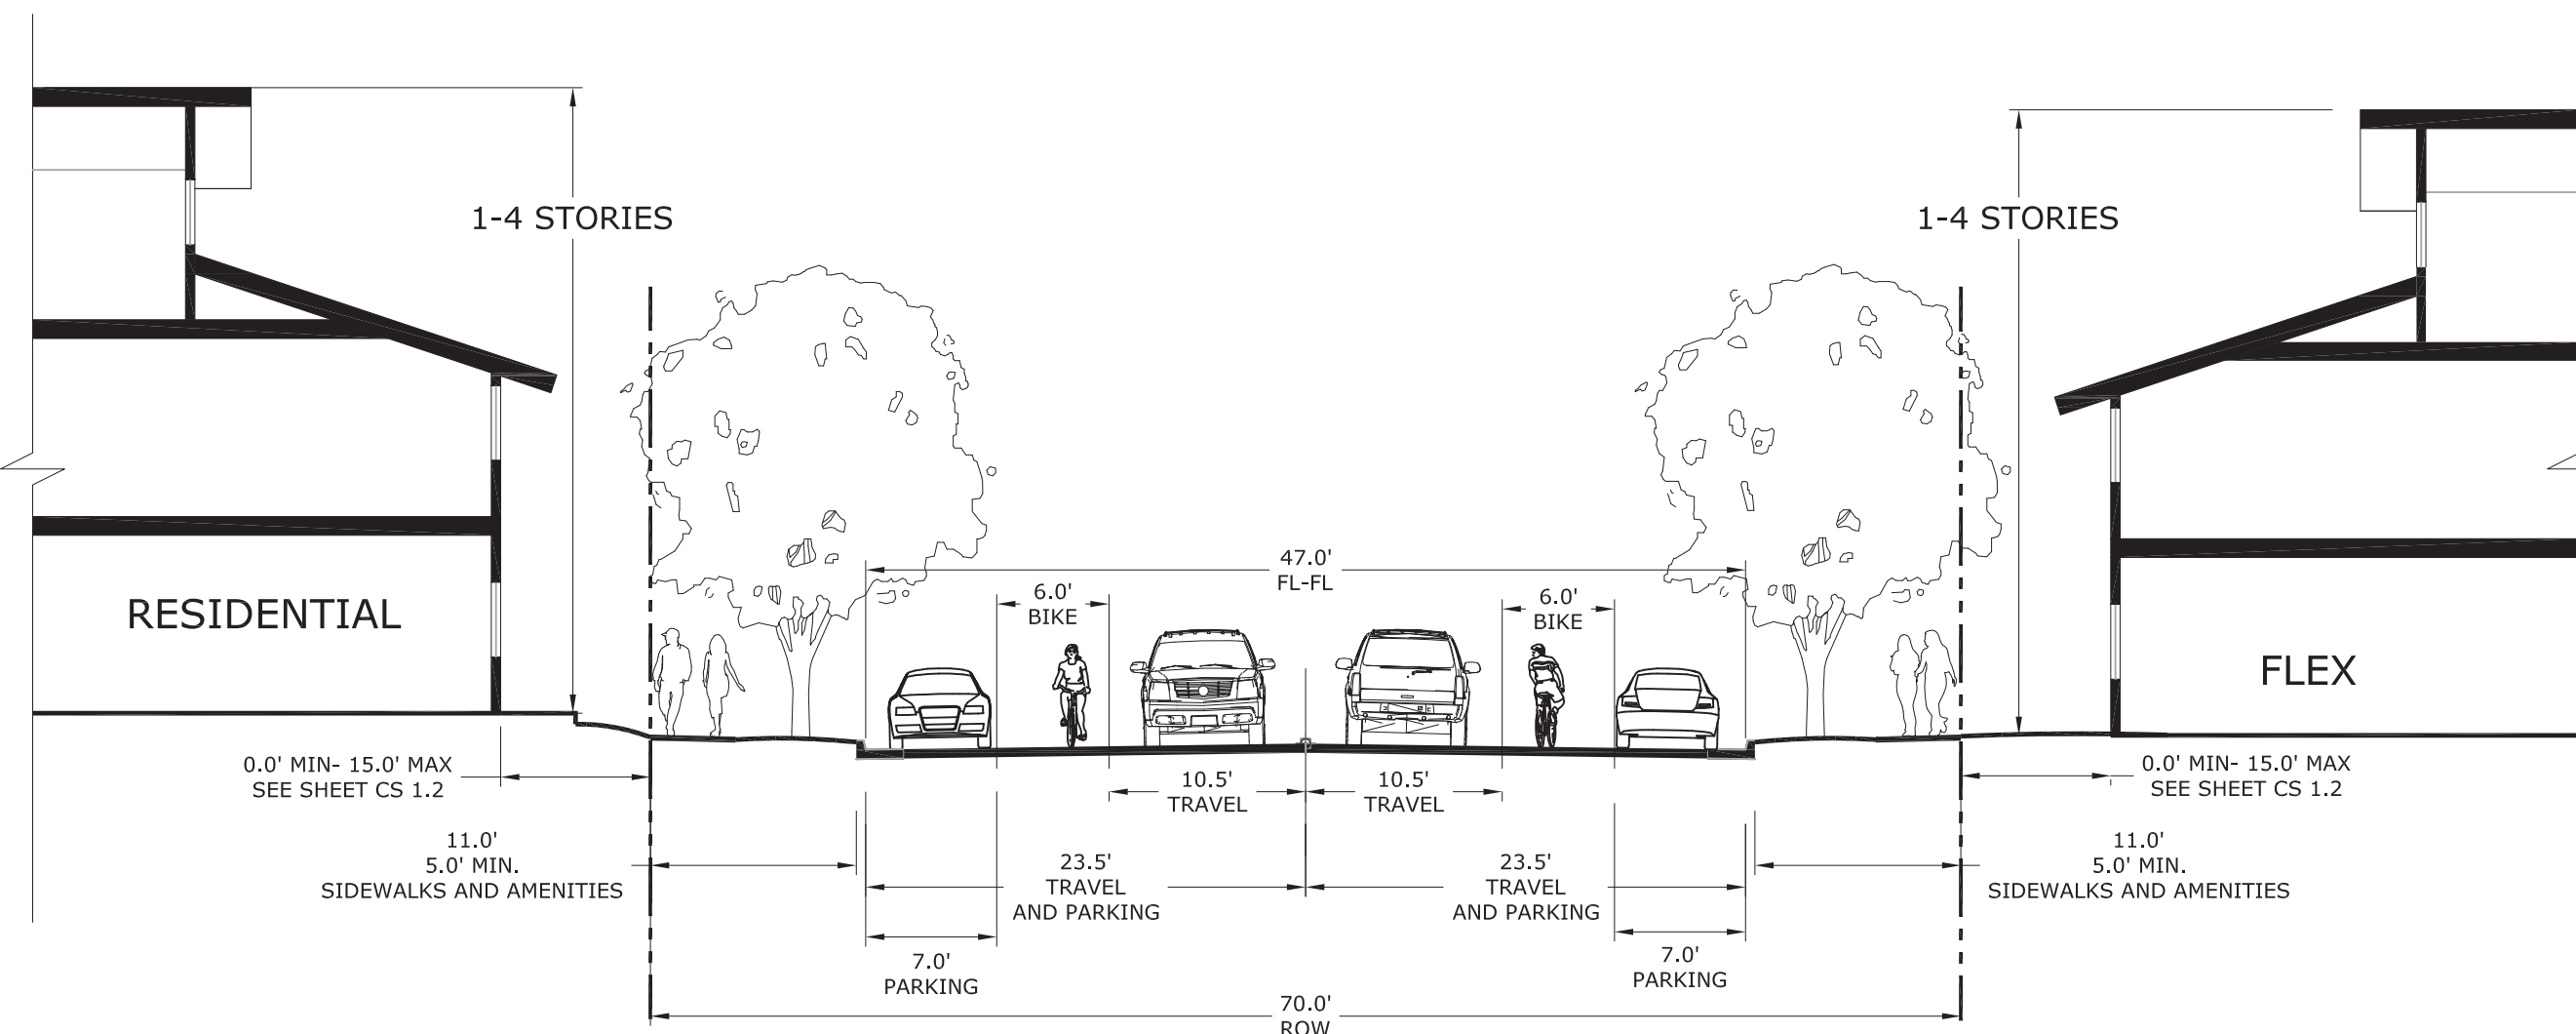 1-4 STORIES
1-4 STORIES
47.0'
FL-FL
6.0'
BIKE
6.0'
BIKE
RESIDENTIAL
FLEX
0.0' MIN- 15.0' MAX
SEE SHEET CS 1.2
10.5'
TRAVEL
10.5'
TRAVEL
0.0' MIN- 15.0' MAX
SEE SHEET CS 1.2
11.0'
5.0' MIN.
SIDEWALKS AND AMENITIES
23.5'
TRAVEL
AND PARKING
23.5'
TRAVEL
AND PARKING
11.0'
5.0' MIN.
SIDEWALKS AND AMENITIES
7.0'
PARKING
7.0'
PARKING
70.0'
ROW